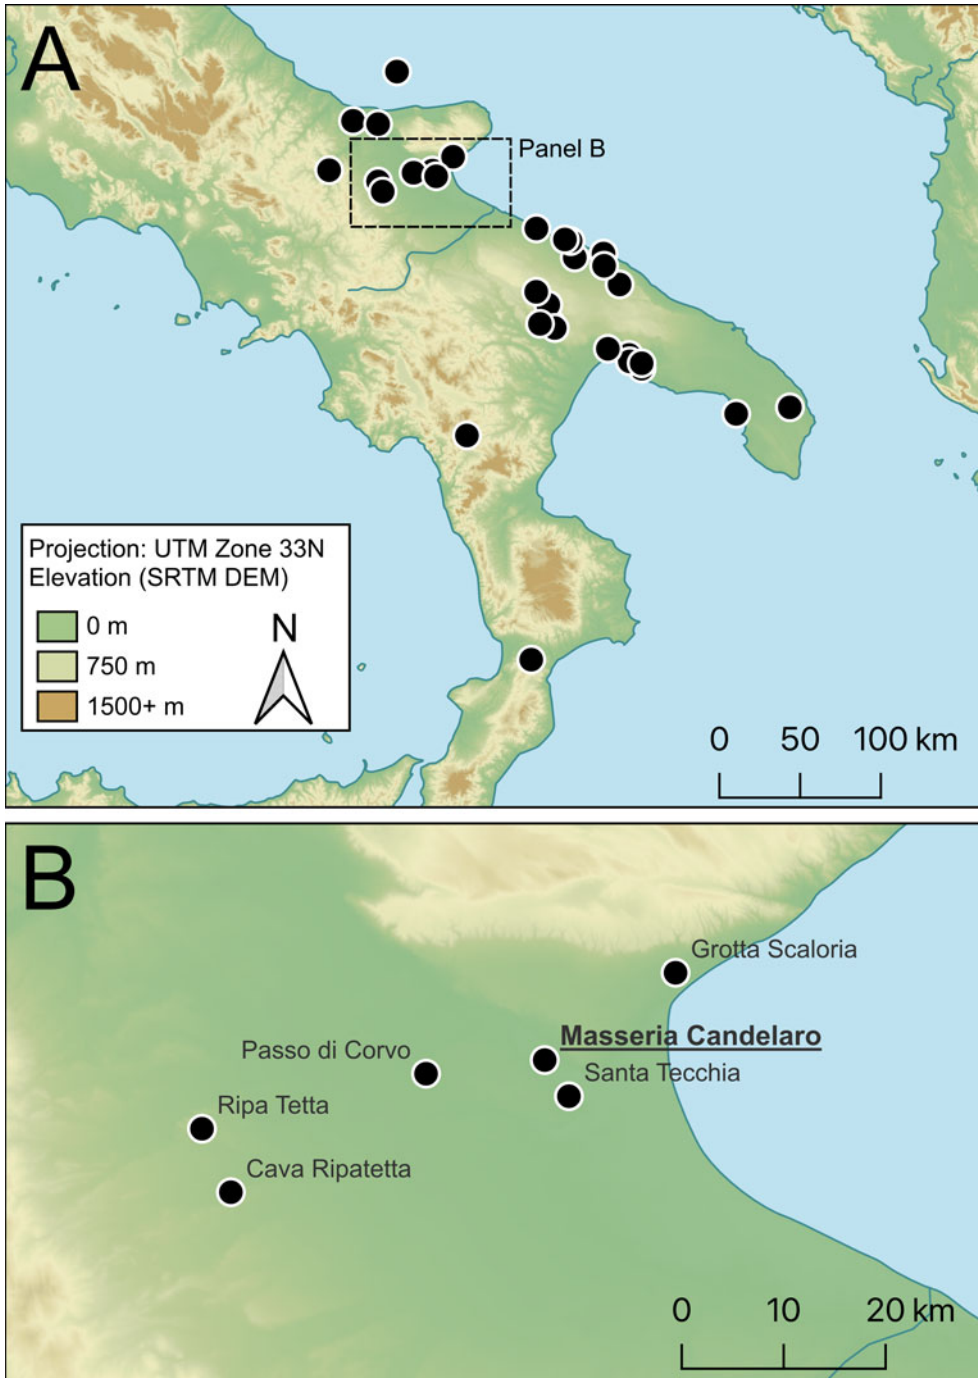 A
Panel B
Projection: UTM Zone 33N
Elevation (SRTM DEM)
0 m
750 m
1500+ m
N
0 50 100 km
B
Grotta Scaloria
Masseria Candelaro
Passo di Corvo
Santa Tecchia
Ripa Tetta
Cava Ripatetta
0 10 20 km